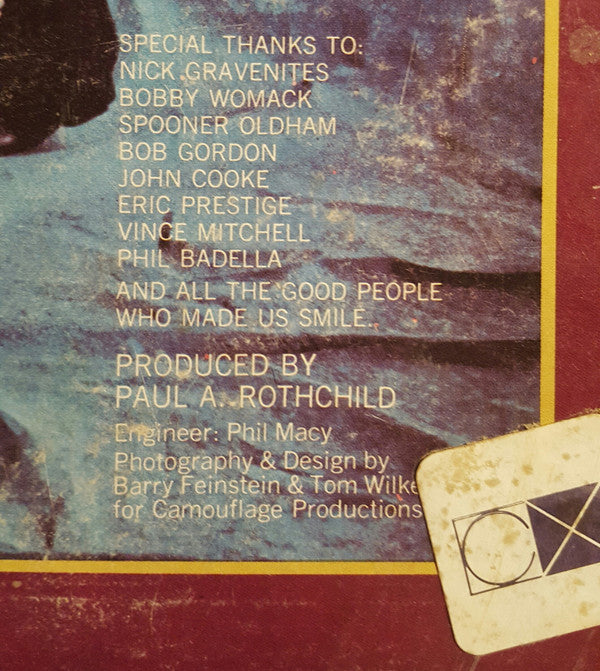 SPECIAL THANKS TO:
NICK GRAVENITES
BOBBY WOMACK
SPOONER OLDHAM
BOB GORDON
JOHN COOKE
ERIC PRESTIGE
VINCE MITCHELL
PHIL BADELLA
AND ALL THE GOOD PEOPLE
WHO MADE US SMILE.
PRODUCED BY
PAUL A. ROTHCHILD
Engineer: Phil Macy
Photography & Design by
Barry Feinstein & Tom Wilke
for Camouflage Productions